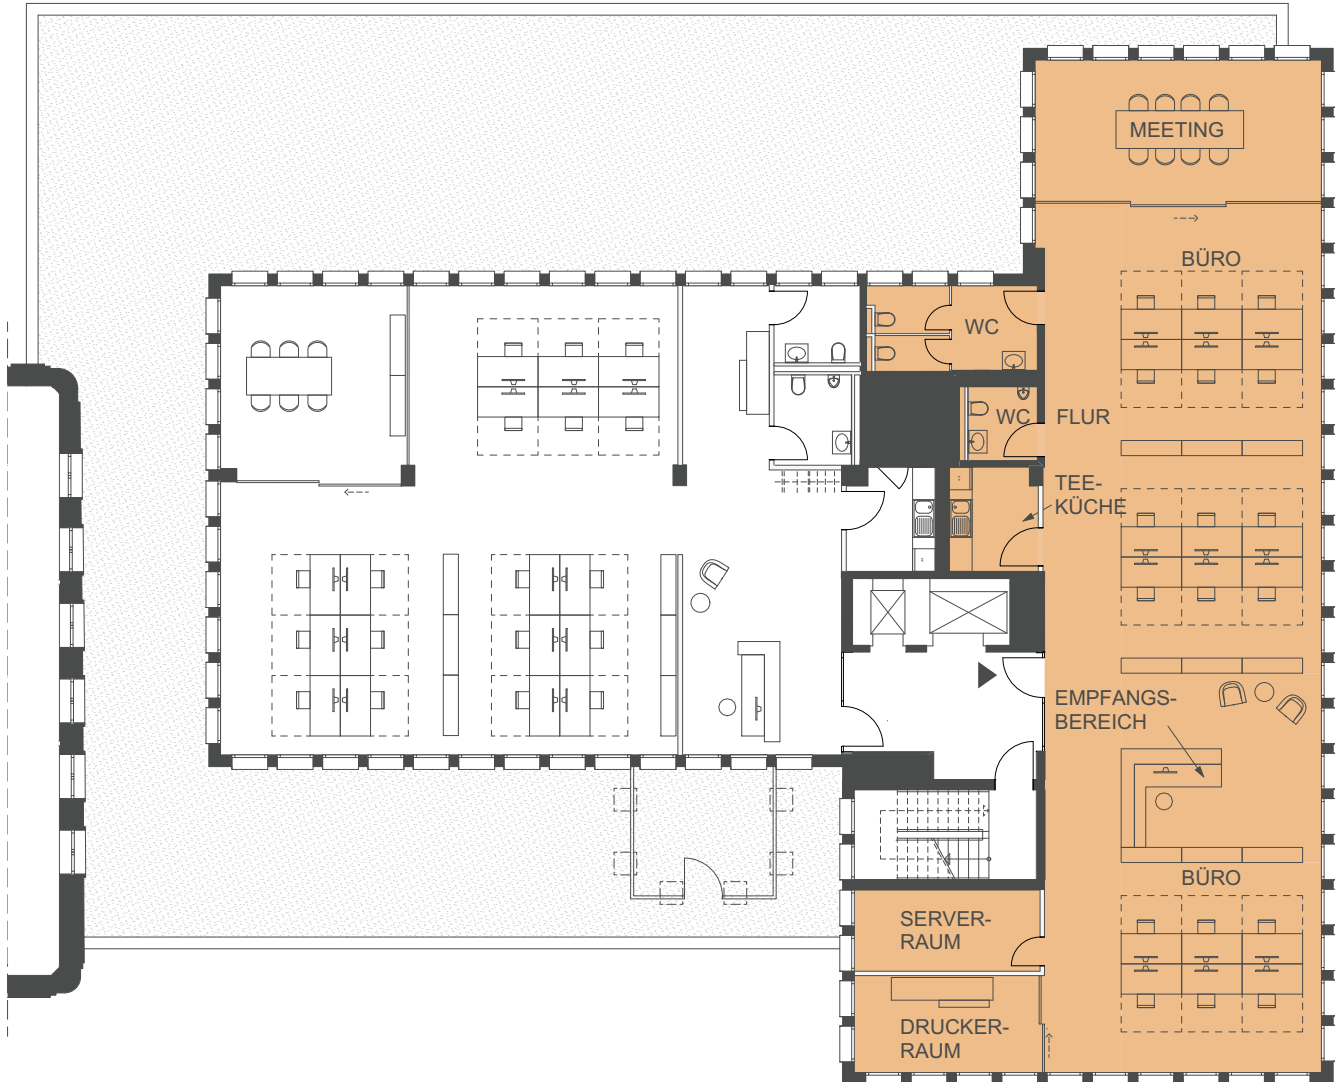 MEETING
BÜRO
WC
WC
FLUR
TEE-
KÜCHE
EMPFANGS-
BEREICH
BÜRO
SERVER-
RAUM
DRUCKER-
RAUM